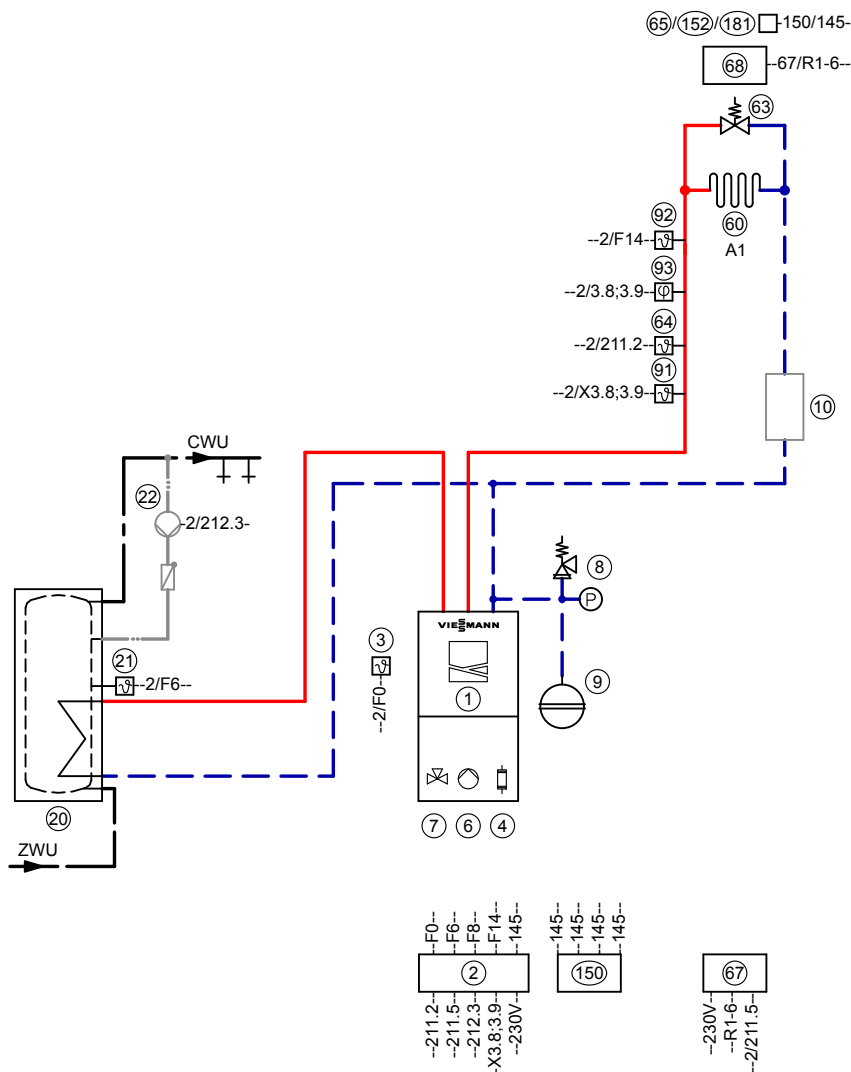 65/152/181 -150/145-
68 --67/R1-6--
63
92
60
--2/F14--
A1
93
--2/3.8;3.9-- φ
64
--2/211.2-- ϑ
91
--2/X3.8;3.9-- ϑ
10
CWU
22
-2/212.3-
8
P
VIESSMANN
3
ϑ
--2/F0--
21
ϑ --2/F6--
1
9
20
7 6 4
ZWU
--F0-- --F6-- --F8-- --F14-- --145--
-145-- -145-- -145-- -145--
2 150 67
--211.2-- --211.5-- --212.3-- -X3.8;3.9-- --230V--
--230V-- --R1-6-- --2/211.5--